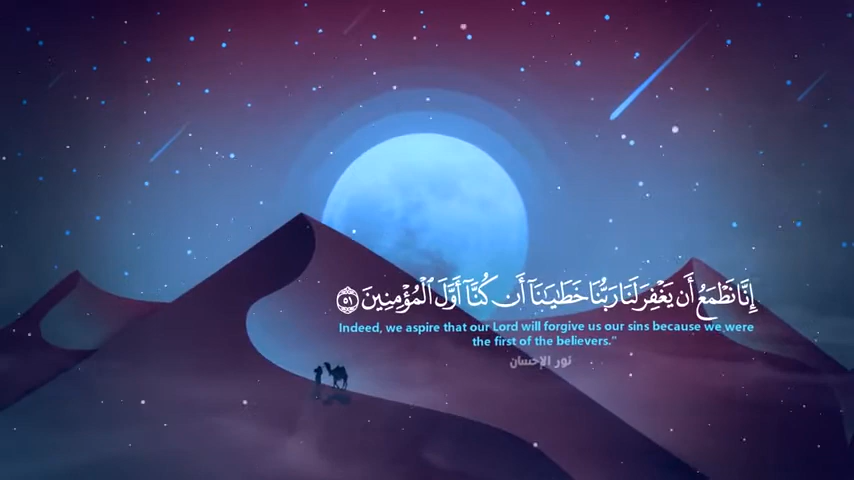 إِنَّا نَطْمَعُ أَن يَغْفِرَ لَنَا رَبُّنَا خَطَـٰيَـٰنَآ أَن كُنَّآ أَوَّلَ ٱلْمُؤْمِنِينَ ٥١
Indeed, we aspire that our Lord will forgive us our sins because we were
the first of the believers.”
نور الإحسان